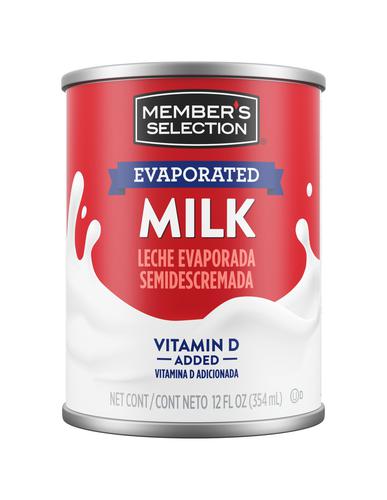 MEMBER'S
SELECTION
EVAPORATED
MILK
LECHE EVAPORADA
SEMIDESCREMADA
VITAMIN D
ADDED
VITAMINA D ADICIONADA
NET CONT/CONT NETO 12 FL OZ (354 mL) Ⓤ D